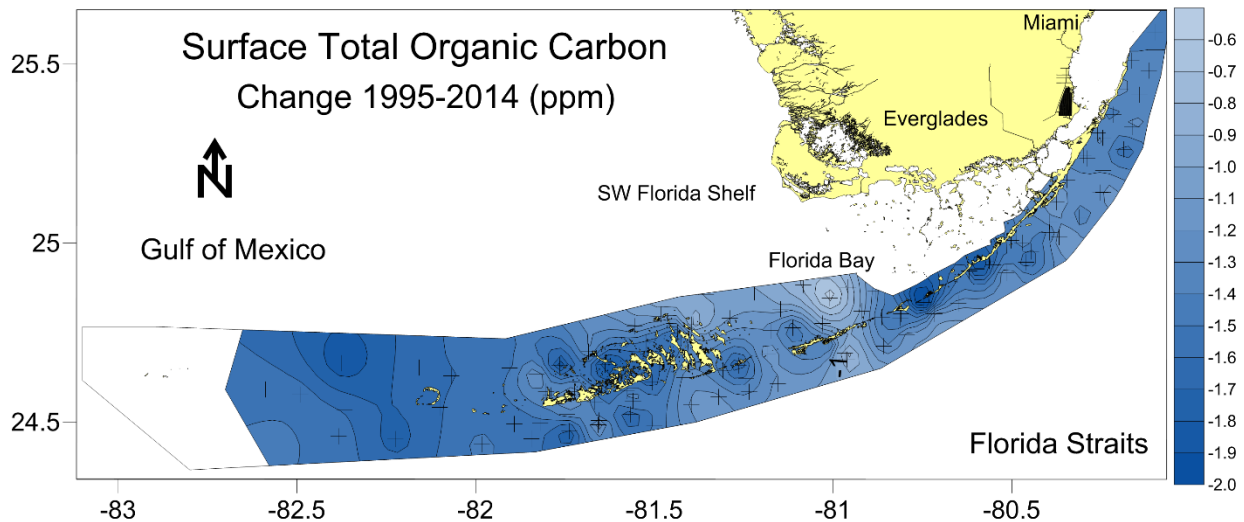 Surface Total Organic Carbon
Change 1995-2014 (ppm)
N
Miami
Everglades
SW Florida Shelf
Gulf of Mexico
Florida Bay
Florida Straits
-1
25.5
25
24.5
-83
-82.5
-82
-81.5
-81
-80.5
-0.6
-0.7
-0.8
-0.9
-1.0
-1.1
-1.2
-1.3
-1.4
-1.5
-1.6
-1.7
-1.8
-1.9
-2.0